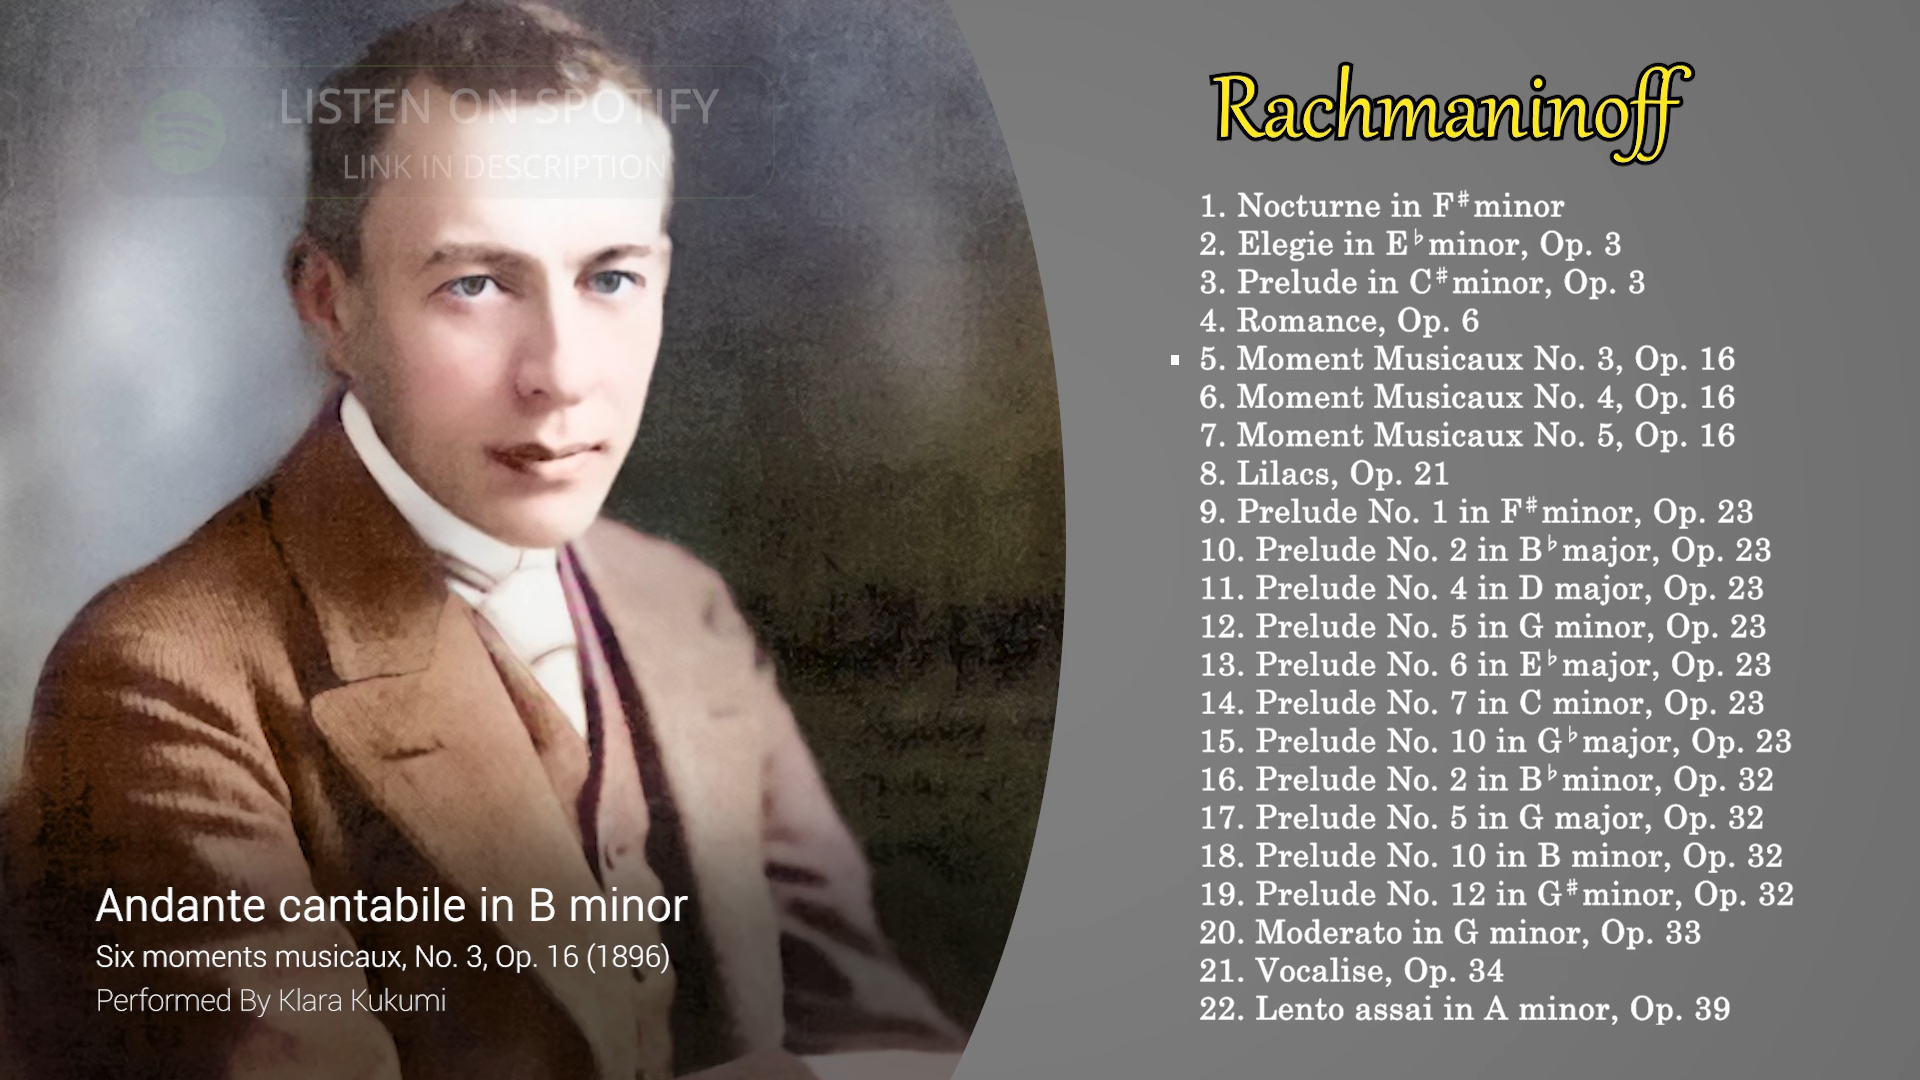 LISTEN ON SPOTIFY
LINK IN DESCRIPTION
Andante cantabile in B minor
Six moments musicaux, No. 3, Op. 16 (1896)
Performed By Klara Kukumi
Rachmaninoff
1. Nocturne in F♯ minor
2. Elegie in E♭ minor, Op. 3
3. Prelude in C♯ minor, Op. 3
4. Romance, Op. 6
▪ 5. Moment Musicaux No. 3, Op. 16
6. Moment Musicaux No. 4, Op. 16
7. Moment Musicaux No. 5, Op. 16
8. Lilacs, Op. 21
9. Prelude No. 1 in F♯ minor, Op. 23
10. Prelude No. 2 in B♭ major, Op. 23
11. Prelude No. 4 in D major, Op. 23
12. Prelude No. 5 in G minor, Op. 23
13. Prelude No. 6 in E♭ major, Op. 23
14. Prelude No. 7 in C minor, Op. 23
15. Prelude No. 10 in G♭ major, Op. 23
16. Prelude No. 2 in B♭ minor, Op. 32
17. Prelude No. 5 in G major, Op. 32
18. Prelude No. 10 in B minor, Op. 32
19. Prelude No. 12 in G♯ minor, Op. 32
20. Moderato in G minor, Op. 33
21. Vocalise, Op. 34
22. Lento assai in A minor, Op. 39